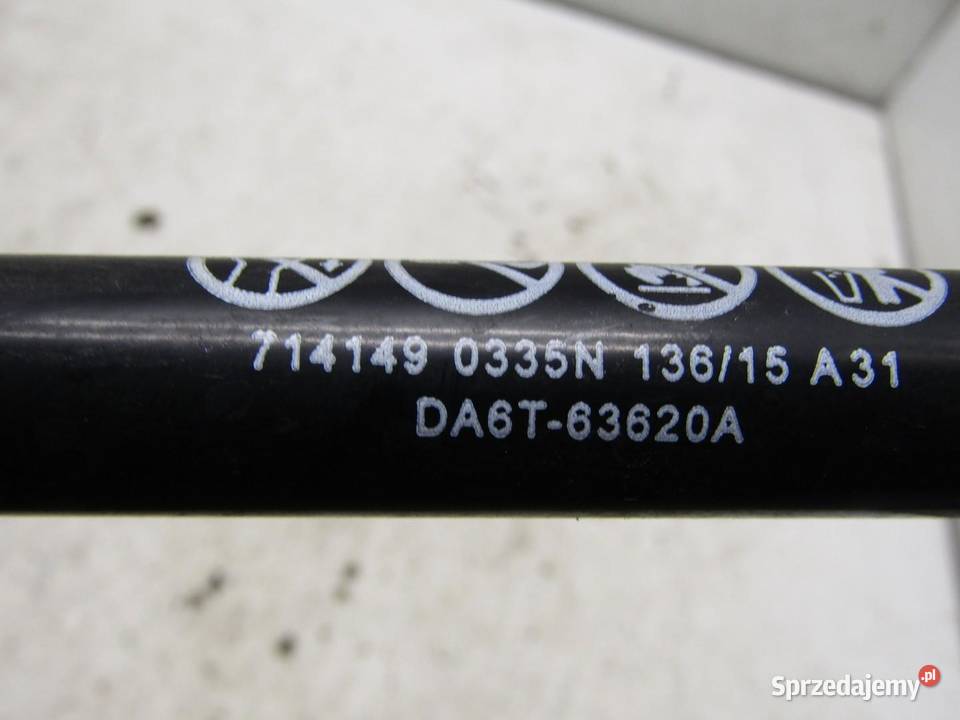 714149 0335N 136/15 A31
DA6T-63620A
Sprzedajemy.pl